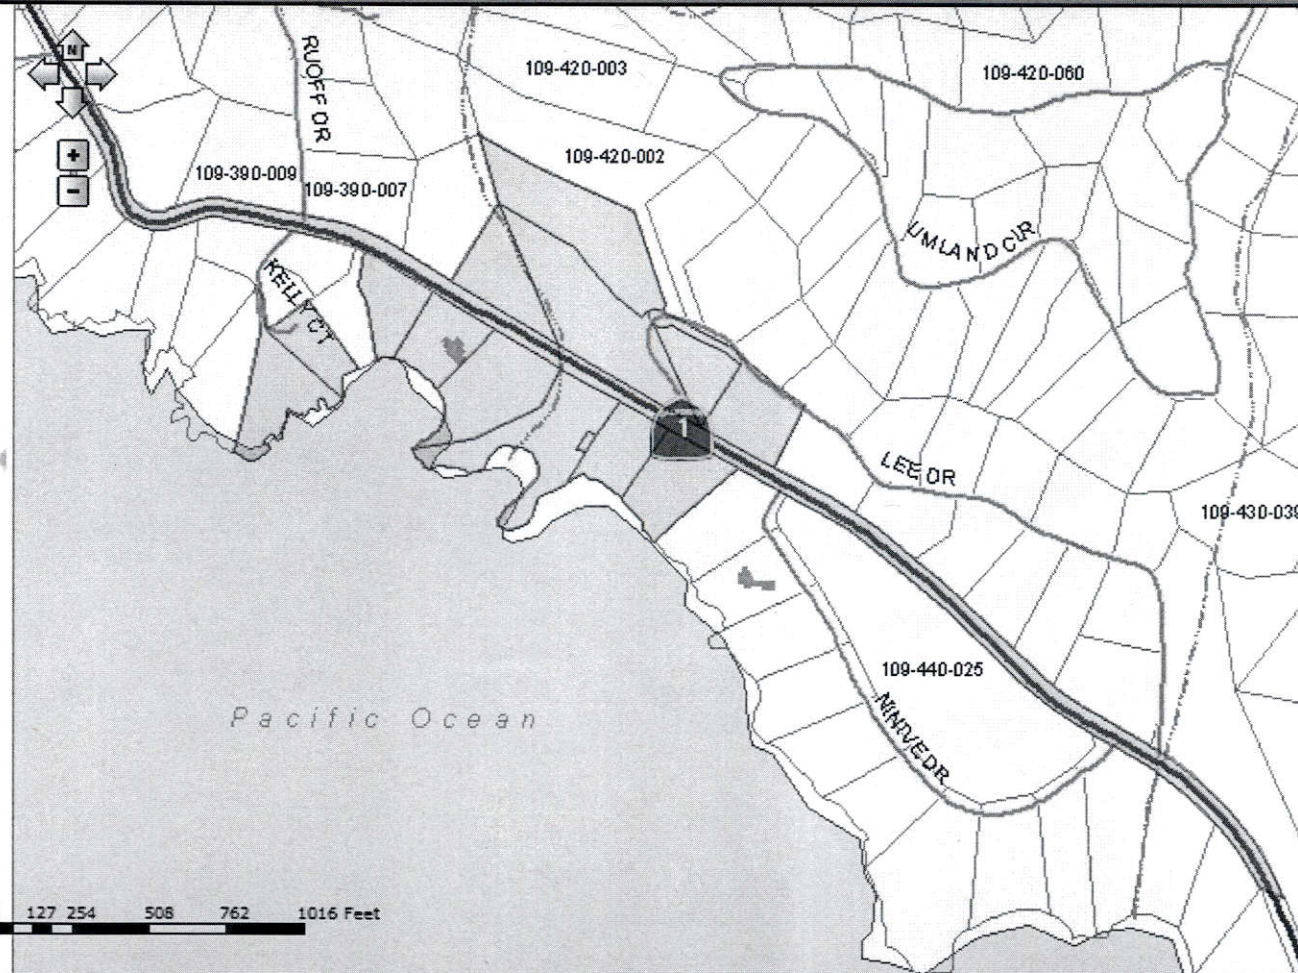 N
RUOFF DR
109-420-003
109-420-060
109-420-002
109-390-009
109-390-007
+
-
UMLAND CIR
KELLY CT
1
LEE DR
109-430-039
109-440-025
NINIVE DR
Pacific Ocean
127 254 508 762 1016 Feet